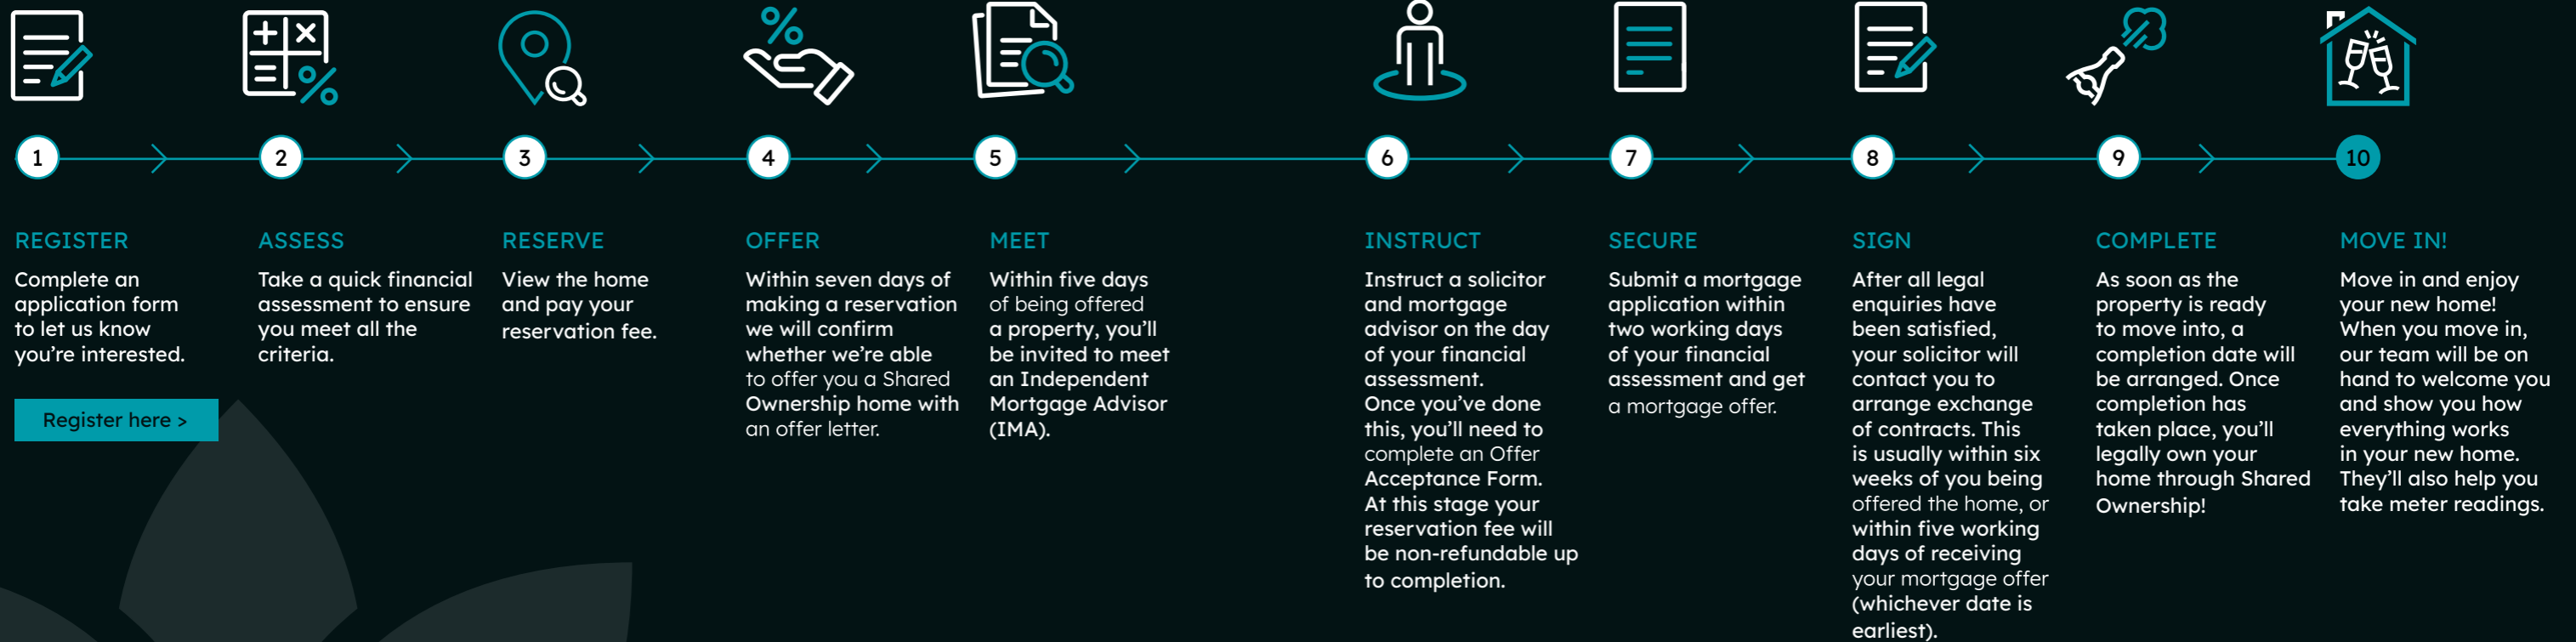 1
2
3
4
5
6
7
8
9
10
REGISTER
Complete an
application form
to let us know
you’re interested.
Register here >
ASSESS
Take a quick financial
assessment to ensure
you meet all the
criteria.
RESERVE
View the home
and pay your
reservation fee.
OFFER
Within seven days of
making a reservation
we will confirm
whether we’re able
to offer you a Shared
Ownership home with
an offer letter.
MEET
Within five days
of being offered
a property, you’ll
be invited to meet
an Independent
Mortgage Advisor
(IMA).
INSTRUCT
Instruct a solicitor
and mortgage
advisor on the day
of your financial
assessment.
Once you’ve done
this, you’ll need to
complete an Offer
Acceptance Form.
At this stage your
reservation fee will
be non-refundable up
to completion.
SECURE
Submit a mortgage
application within
two working days
of your financial
assessment and get
a mortgage offer.
SIGN
After all legal
enquiries have
been satisfied,
your solicitor will
contact you to
arrange exchange
of contracts. This
is usually within six
weeks of you being
offered the home, or
within five working
days of receiving
your mortgage offer
(whichever date is
earliest).
COMPLETE
As soon as the
property is ready
to move into, a
completion date will
be arranged. Once
completion has
taken place, you’ll
legally own your
home through Shared
Ownership!
MOVE IN!
Move in and enjoy
your new home!
When you move in,
our team will be on
hand to welcome you
and show you how
everything works
in your new home.
They’ll also help you
take meter readings.